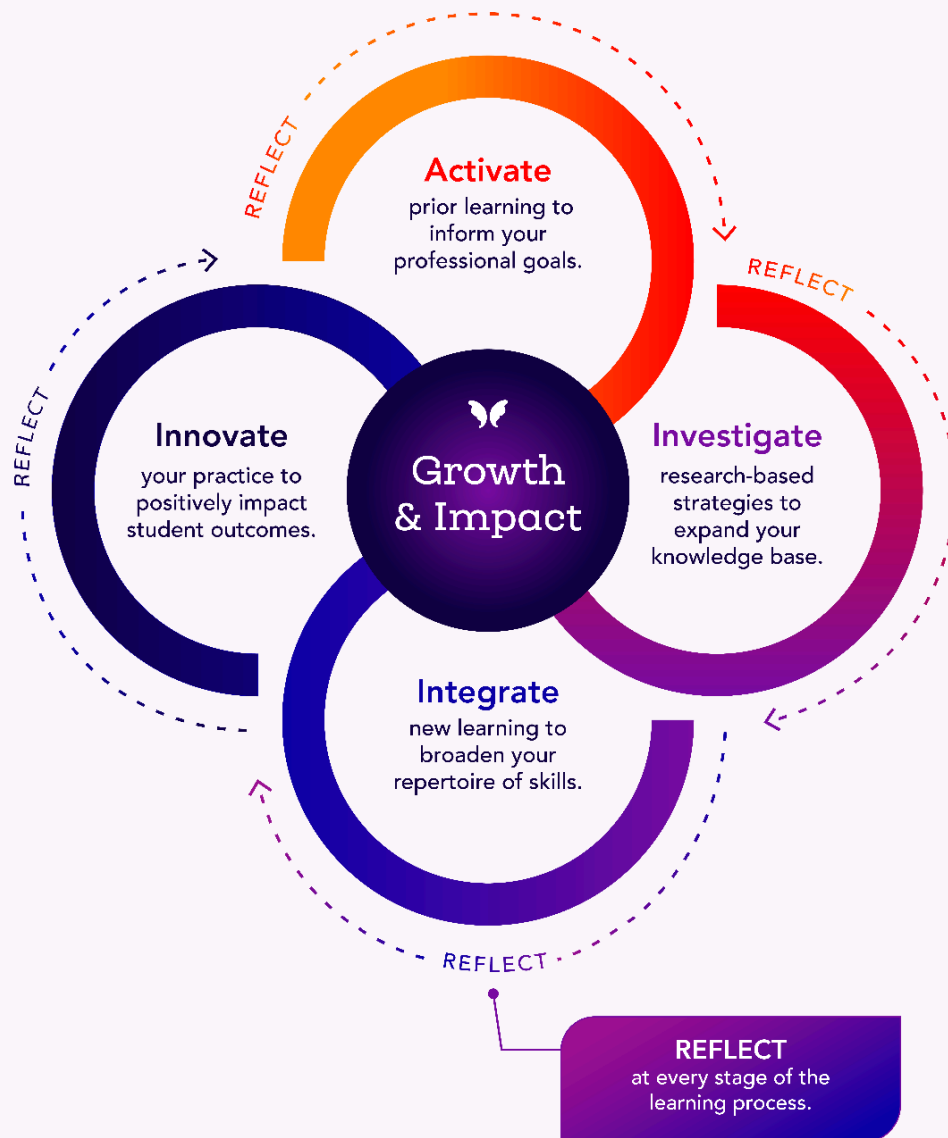 REFLECT
Activate
prior learning to
inform your
professional goals.
REFLECT
Investigate
research-based
strategies to
expand your
knowledge base.
Growth
& Impact
REFLECT
Innovate
your practice to
positively impact
student outcomes.
Integrate
new learning to
broaden your
repertoire of skills.
REFLECT
REFLECT
at every stage of the
learning process.